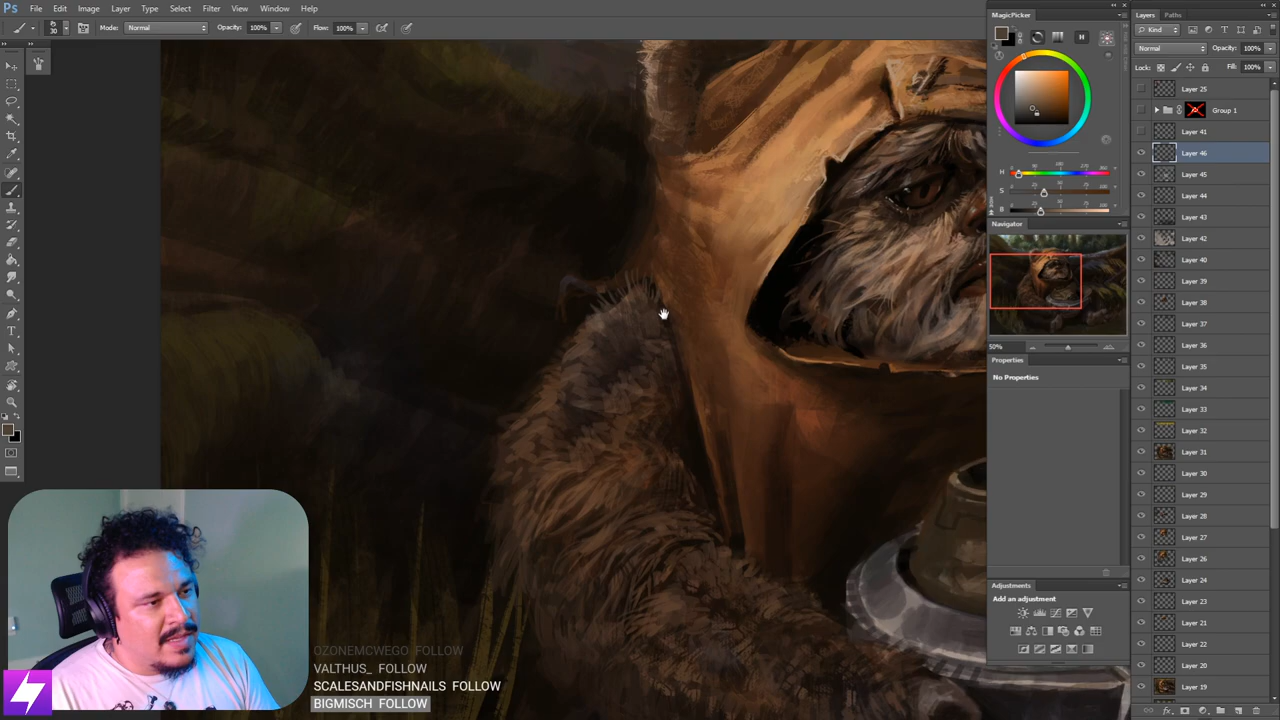 Ps File Edit Image Layer Type Select Filter 3D View Window Help
30 Mode: Normal Opacity: 100% Flow: 100%
MagicPicker
H
H
S
B
Navigator
50%
Properties
No Properties
Adjustments
Add an adjustment
Layers Paths
Kind
Normal Opacity: 100%
Lock: Fill: 100%
Layer 25
Group 1
Layer 41
Layer 46
Layer 45
Layer 44
Layer 43
Layer 42
Layer 40
Layer 39
Layer 38
Layer 37
Layer 36
Layer 35
Layer 34
Layer 33
Layer 32
Layer 31
Layer 30
Layer 29
Layer 28
Layer 27
Layer 26
Layer 24
Layer 23
Layer 21
Layer 22
Layer 20
Layer 19
OZONEMCWEGO FOLLOW
VALTHUS_ FOLLOW
SCALESANDFISHNAILS FOLLOW
BIGMISCH FOLLOW